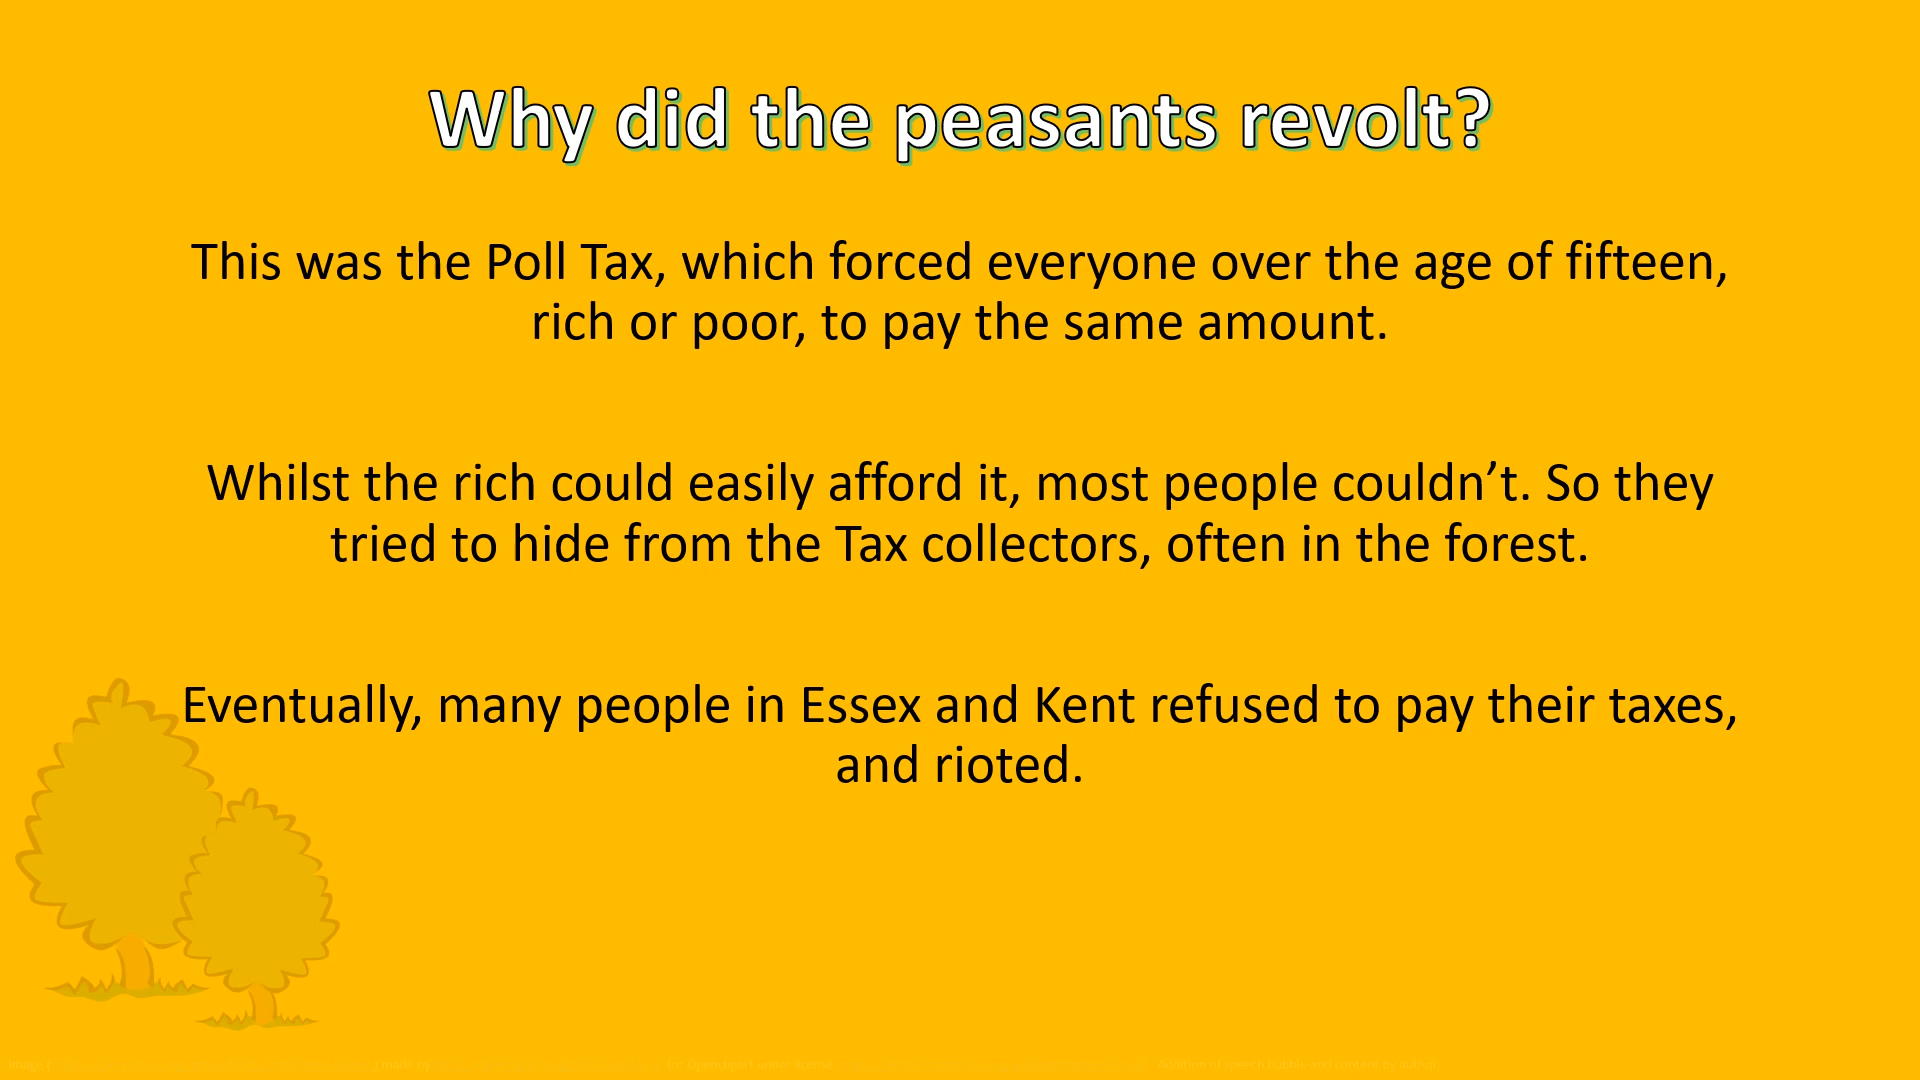 Why did the peasants revolt?
This was the Poll Tax, which forced everyone over the age of fifteen,
rich or poor, to pay the same amount.
Whilst the rich could easily afford it, most people couldn’t. So they
tried to hide from the Tax collectors, often in the forest.
Eventually, many people in Essex and Kent refused to pay their taxes,
and rioted.